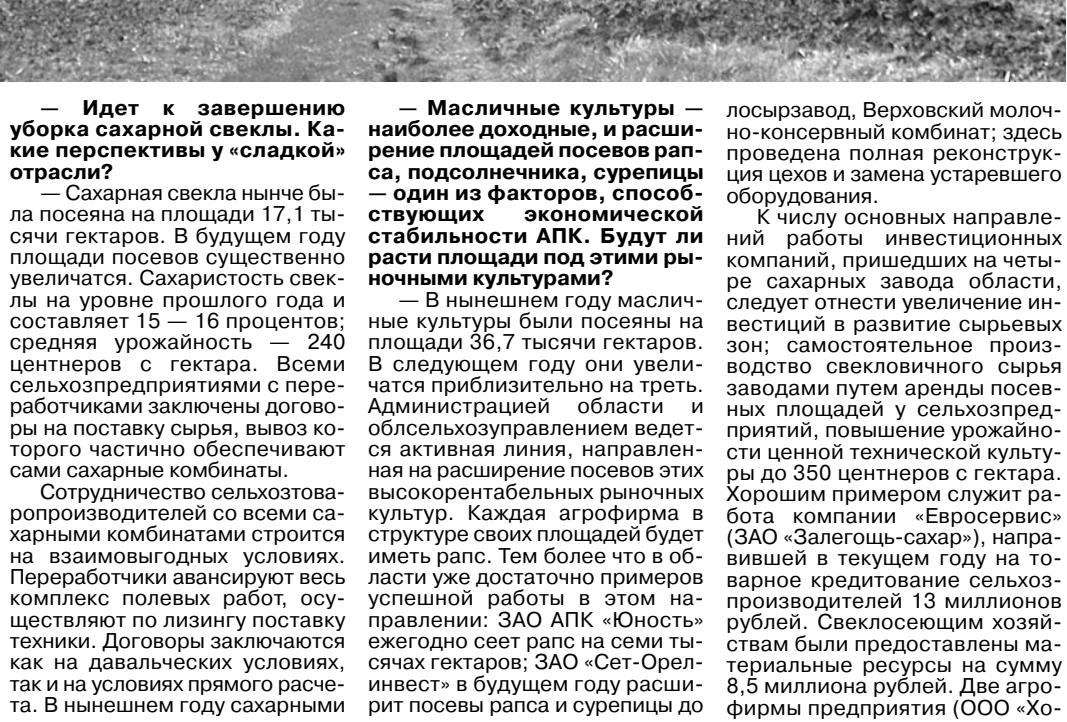 — Идет к завершению
уборка сахарной свеклы. Ка-
кие перспективы у «сладкой»
отрасли?
— Сахарная свекла нынче бы-
ла посеяна на площади 17,1 ты-
сячи гектаров. В будущем году
площади посевов существенно
увеличатся. Сахаристость свек-
лы на уровне прошлого года и
составляет 15 — 16 процентов;
средняя урожайность — 240
центнеров с гектара. Всеми
сельхозпредприятиями с пере-
работчиками заключены догово-
ры на поставку сырья, вывоз ко-
торого частично обеспечивают
сами сахарные комбинаты.
Сотрудничество сельхозтова-
ропроизводителей со всеми са-
харными комбинатами строится
на взаимовыгодных условиях.
Переработчики авансируют весь
комплекс полевых работ, осу-
ществляют по лизингу поставку
техники. Договоры заключаются
как на давальческих условиях,
так и на условиях прямого расче-
та. В нынешнем году сахарными
— Масличные культуры —
наиболее доходные, и расши-
рение площадей посевов рап-
са, подсолнечника, сурепицы
— один из факторов, способ-
ствующих экономической
стабильности АПК. Будут ли
расти площади под этими ры-
ночными культурами?
— В нынешнем году маслич-
ные культуры были посеяны на
площади 36,7 тысячи гектаров.
В следующем году они увели-
чатся приблизительно на треть.
Администрацией области и
облсельхозуправлением ведет-
ся активная линия, направлен-
ная на расширение посевов этих
высокорентабельных рыночных
культур. Каждая агрофирма в
структуре своих площадей будет
иметь рапс. Тем более что в об-
ласти уже достаточно примеров
успешной работы в этом на-
правлении: ЗАО АПК «Юность»
ежегодно сеет рапс на семи ты-
сячах гектаров; ЗАО «Сет-Орел-
инвест» в будущем году расши-
рит посевы рапса и сурепицы до
лосырзавод, Верховский молоч-
но-консервный комбинат; здесь
проведена полная реконструк-
ция цехов и замена устаревшего
оборудования.
К числу основных направле-
ний работы инвестиционных
компаний, пришедших на четы-
ре сахарных завода области,
следует отнести увеличение ин-
вестиций в развитие сырьевых
зон; самостоятельное произ-
водство свекловичного сырья
заводами путем аренды посев-
ных площадей у сельхозпред-
приятий, повышение урожайно-
сти ценной технической культу-
ры до 350 центнеров с гектара.
Хорошим примером служит ра-
бота компании «Евросервис»
(ЗАО «Залегощь-сахар»), напра-
вившей в текущем году на то-
варное кредитование сельхоз-
производителей 13 миллионов
рублей. Свеклосеющим хозяй-
ствам были предоставлены ма-
териальные ресурсы на сумму
8,5 миллиона рублей. Две агро-
фирмы предприятия (ООО «Хо-